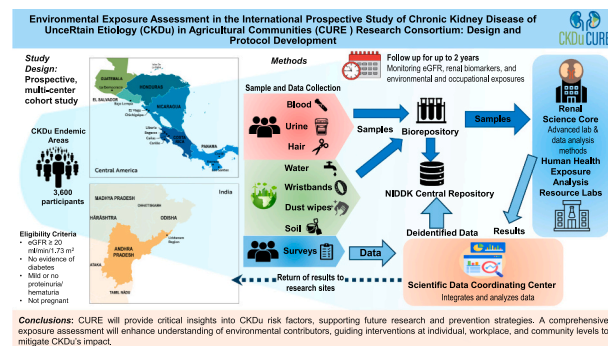 Environmental Exposure Assessment in the International Prospective Study of Chronic Kidney Disease of
UnceRtain Etiology (CKDu) in Agricultural Communities (CURE ) Research Consortium: Design and
Protocol Development
CKDu CURE
Study
Design:
Prospective,
multi-center
cohort study
CKDu Endemic
Areas
3,600
participants
Eligibility Criteria
• eGFR ≥ 20
ml/min/1.73 m²
• No evidence of
diabetes
• Mild or no
proteinuria/
hematuria
• Not pregnant
GUATEMALA
HONDURAS
EL SALVADOR
NICARAGUA
El Viejo
Chichigalpa
Liberia
PANAMA
Central America
India
MADHYA PRADESH
CHHATTISGARH
ODISHA
ANDHRA
PRADESH
TAMIL NADU
Methods
Follow up for up to 2 years
Monitoring eGFR, renal biomarkers, and
environmental and occupational exposures
Sample and Data Collection
Blood
Urine
Hair
Samples
Biorepository
Samples
Water
Wristbands
Dust wipes
Soil
NIDDK Central Repository
Surveys
Data
Deidentified Data
Results
Renal
Science Core
Advanced lab &
data analysis
methods
Human Health
Exposure
Analysis
Resource Labs
Return of results to
research sites
Scientific Data Coordinating Center
Integrates and analyzes data
Conclusions: CURE will provide critical insights into CKDu risk factors, supporting future research and prevention strategies. A comprehensive
exposure assessment will enhance understanding of environmental contributors, guiding interventions at individual, workplace, and community levels to
mitigate CKDu's impact.